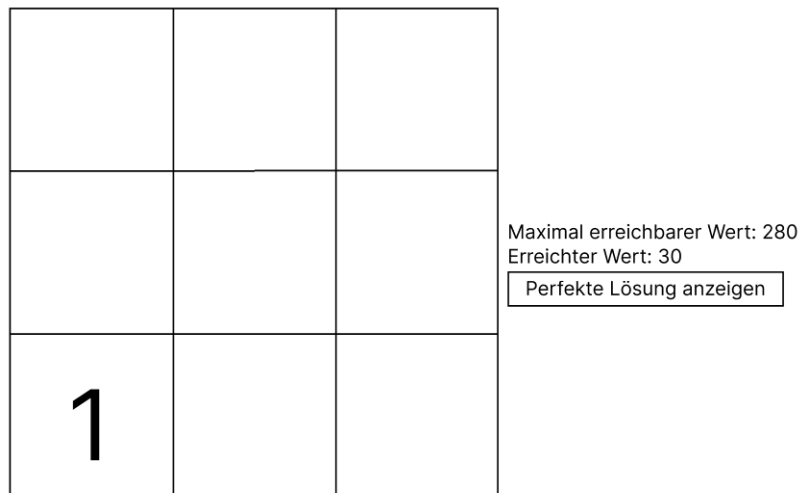 Maximal erreichbarer Wert: 280
Erreichter Wert: 30
Perfekte Lösung anzeigen
1